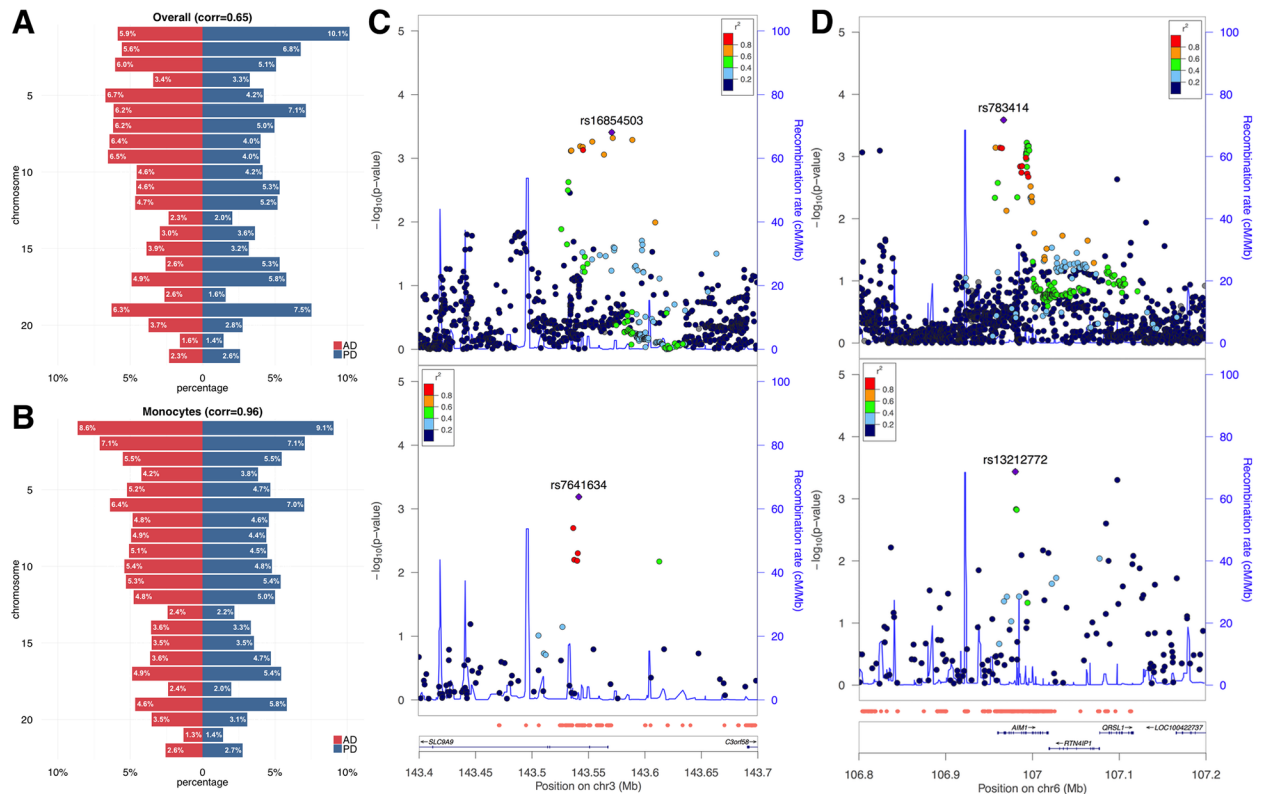 A
Overall (corr=0.65)
5.9% 10.1%
5.6% 6.8%
6.0% 5.1%
3.4% 3.3%
5 6.7% 4.2%
6.2% 7.1%
6.2% 5.0%
6.4% 4.0%
6.5% 4.0%
10 4.6% 4.2%
4.6% 5.3%
4.7% 5.2%
2.3% 2.0%
3.0% 3.6%
15 3.9% 3.2%
2.6% 5.3%
4.9% 5.8%
2.6% 1.6%
6.3% 7.5%
20 3.7% 2.8%
1.6% 1.4%
2.3% 2.6%
chromosome
AD
PD
10% 5% 0 5% 10%
percentage
B
Monocytes (corr=0.96)
8.6% 9.1%
7.1% 7.1%
5.5% 5.5%
4.2% 3.8%
5 5.2% 4.7%
6.4% 7.0%
4.8% 4.6%
4.9% 4.4%
5.1% 4.5%
10 5.4% 4.8%
5.3% 5.4%
4.8% 5.0%
2.4% 2.2%
3.6% 3.3%
15 3.5% 3.5%
3.6% 4.7%
4.9% 5.4%
2.4% 2.0%
4.6% 5.8%
20 3.5% 3.1%
1.3% 1.4%
2.6% 2.7%
chromosome
AD
PD
10% 5% 0 5% 10%
percentage
C
r²
0.8
0.6
0.4
0.2
rs16854503
5
4
3
2
1
0
−log10(p−value)
100
80
60
40
20
0
Recombination rate (cM/Mb)
r²
0.8
0.6
0.4
0.2
rs7641634
5
4
3
2
1
0
−log10(p−value)
100
80
60
40
20
0
Recombination rate (cM/Mb)
←SLC9A9
C3orf58→
143.4 143.45 143.5 143.55 143.6 143.65 143.7
Position on chr3 (Mb)
D
r²
0.8
0.6
0.4
0.2
rs783414
5
4
3
2
1
0
−log10(p−value)
100
80
60
40
20
0
Recombination rate (cM/Mb)
r²
0.8
0.6
0.4
0.2
rs13212772
5
4
3
2
1
0
−log10(p−value)
100
80
60
40
20
0
Recombination rate (cM/Mb)
AIM1→
QRSL1→
←LOC100422737
←RTN4IP1
106.8 106.9 107 107.1 107.2
Position on chr6 (Mb)